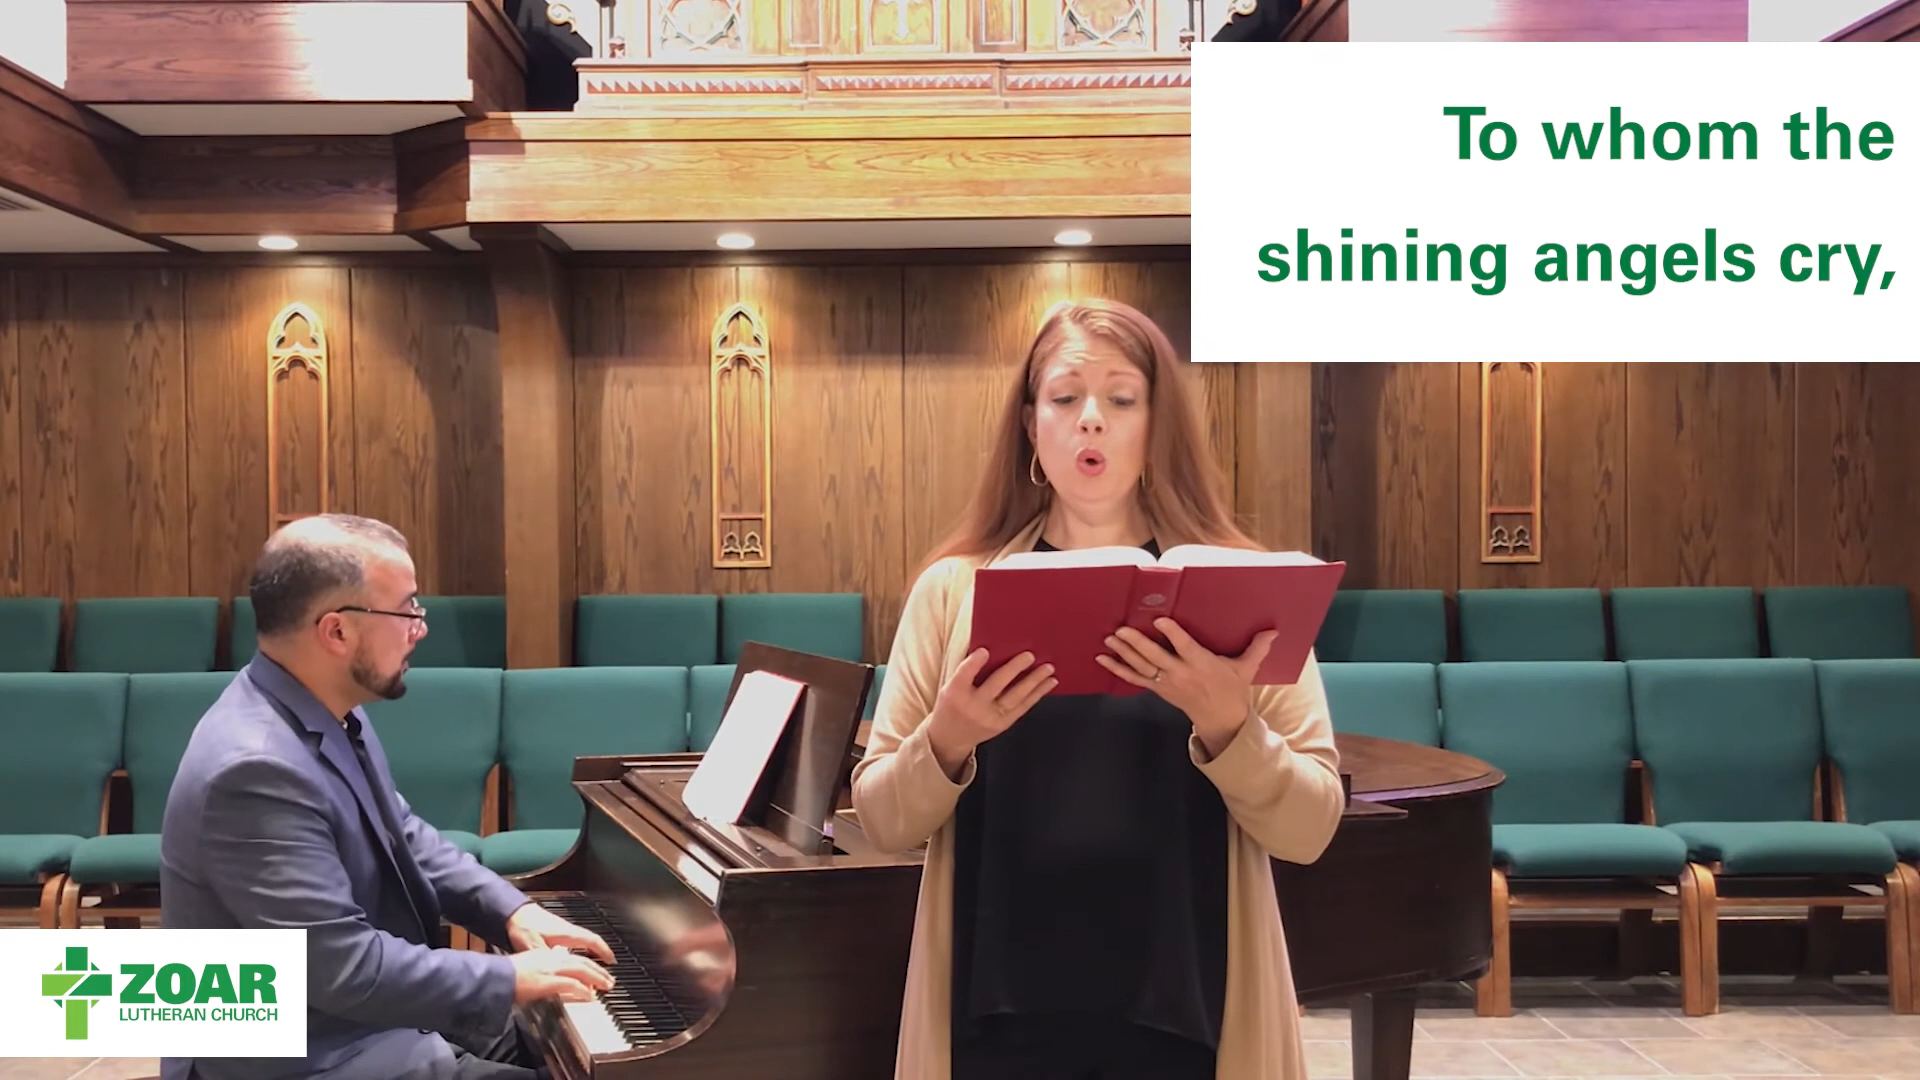 To whom the
shining angels cry,
ZOAR
LUTHERAN CHURCH